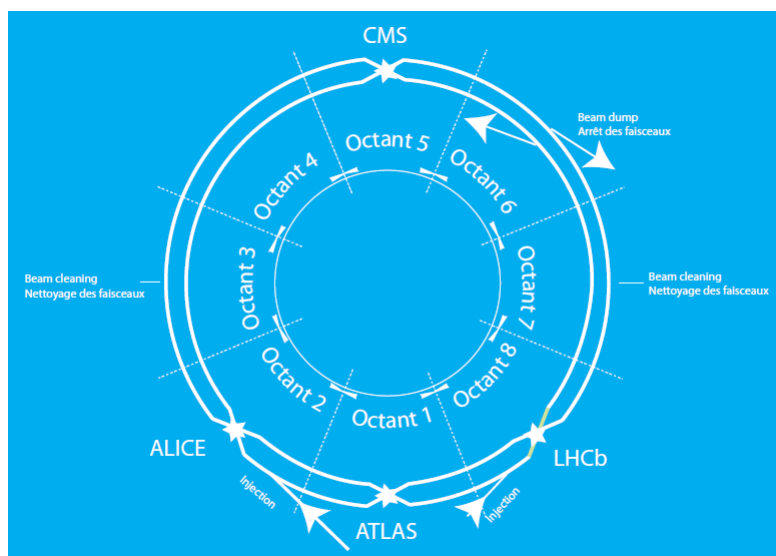 CMS
Beam dump
Arrêt des faisceaux
Octant 5
Octant 4
Octant 6
Octant 3
Octant 7
Beam cleaning
Nettoyage des faisceaux
Beam cleaning
Nettoyage des faisceaux
Octant 2
Octant 8
Octant 1
ALICE
LHCb
Injection
Injection
ATLAS